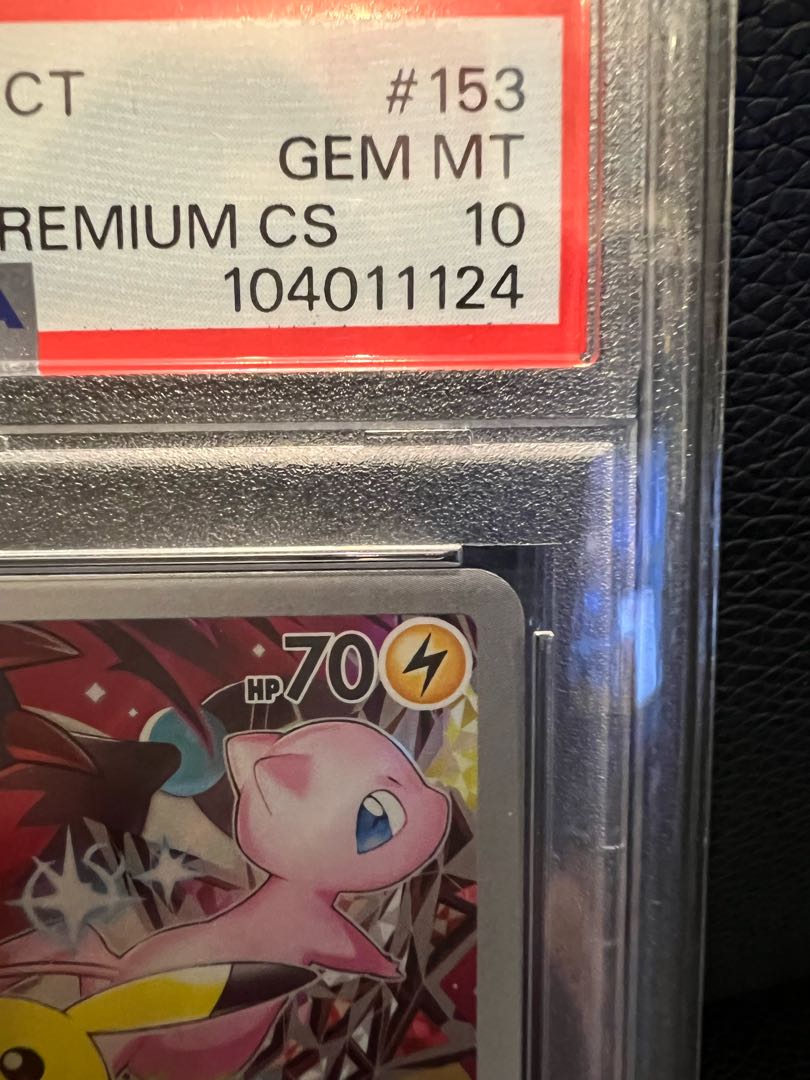 CT #153
GEM MT
REMIUM CS 10
A 104011124
HP70